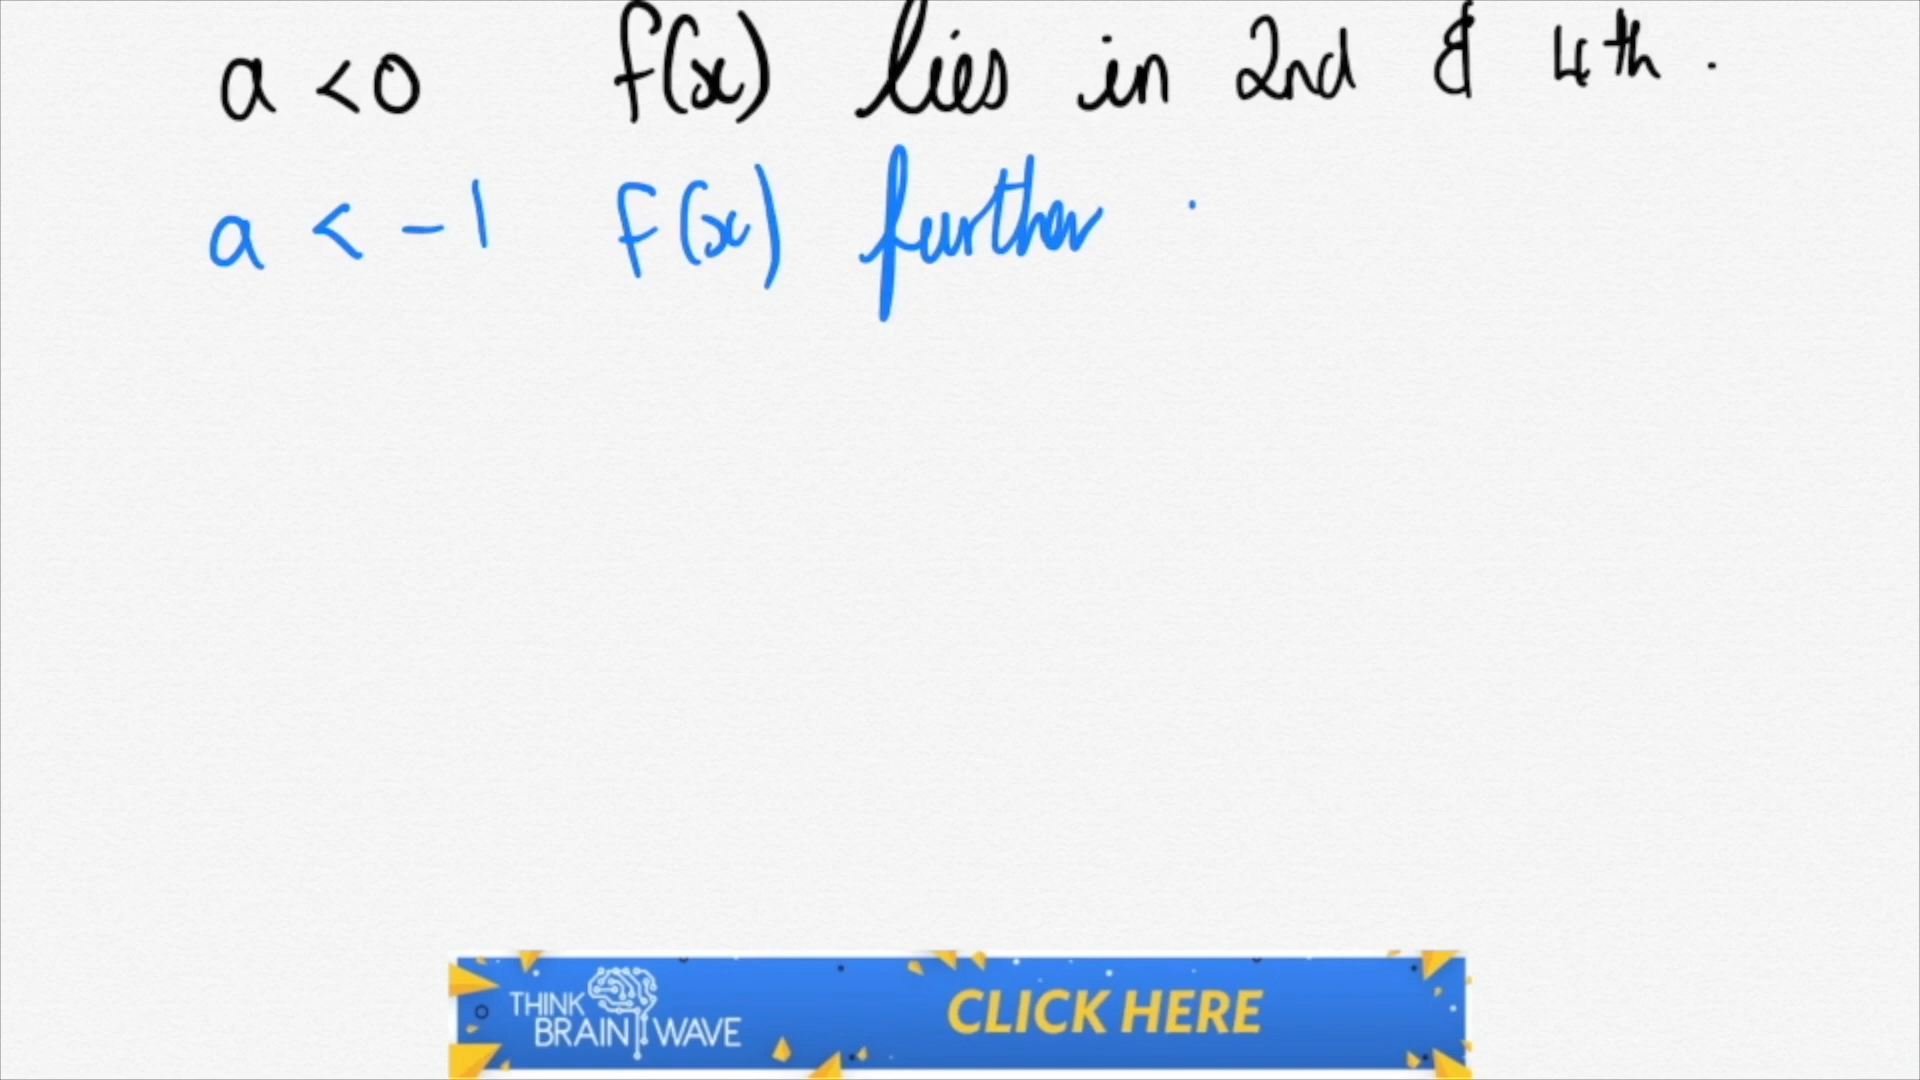 a < 0 f(x) lies in 2nd & 4th .
a < -1 f(x) further .
THINK
BRAIN WAVE
CLICK HERE